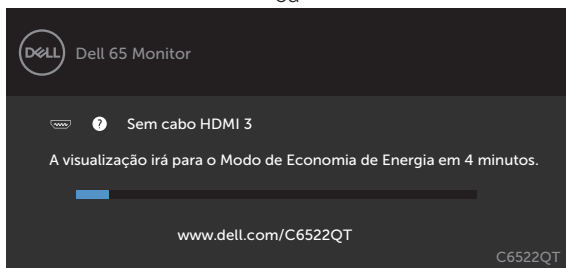 ou
DELL
Dell 65 Monitor
? Sem cabo HDMI 3
A visualização irá para o Modo de Economia de Energia em 4 minutos.
www.dell.com/C6522QT
C6522QT